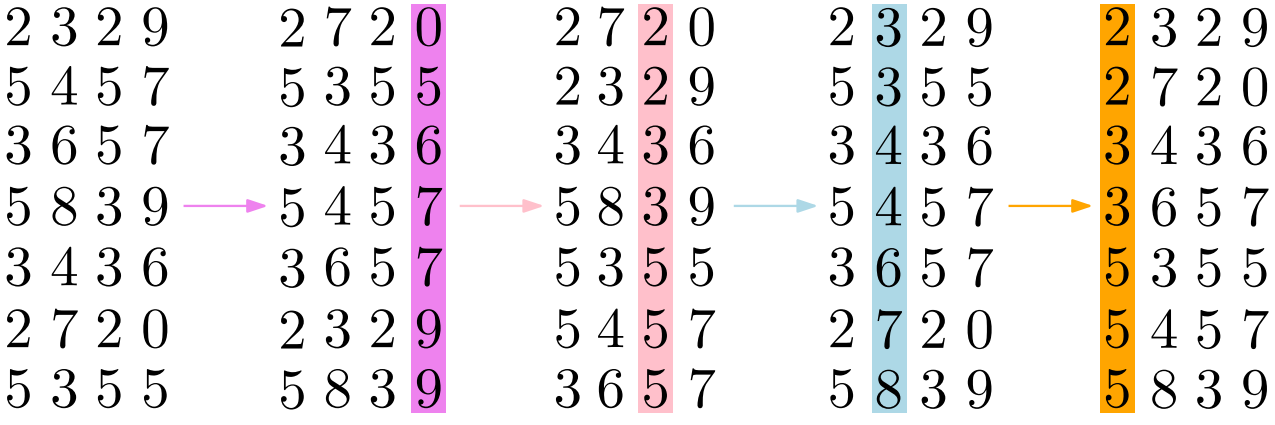 2 3 2 9 2 7 2 0 2 7 2 0 2 3 2 9 2 3 2 9
5 4 5 7 5 3 5 5 2 3 2 9 5 3 5 5 2 7 2 0
3 6 5 7 3 4 3 6 3 4 3 6 3 4 3 6 3 4 3 6
5 8 3 9 5 4 5 7 5 8 3 9 5 4 5 7 3 6 5 7
3 4 3 6 3 6 5 7 5 3 5 5 3 6 5 7 5 3 5 5
2 7 2 0 2 3 2 9 5 4 5 7 2 7 2 0 5 4 5 7
5 3 5 5 5 8 3 9 3 6 5 7 5 8 3 9 5 8 3 9